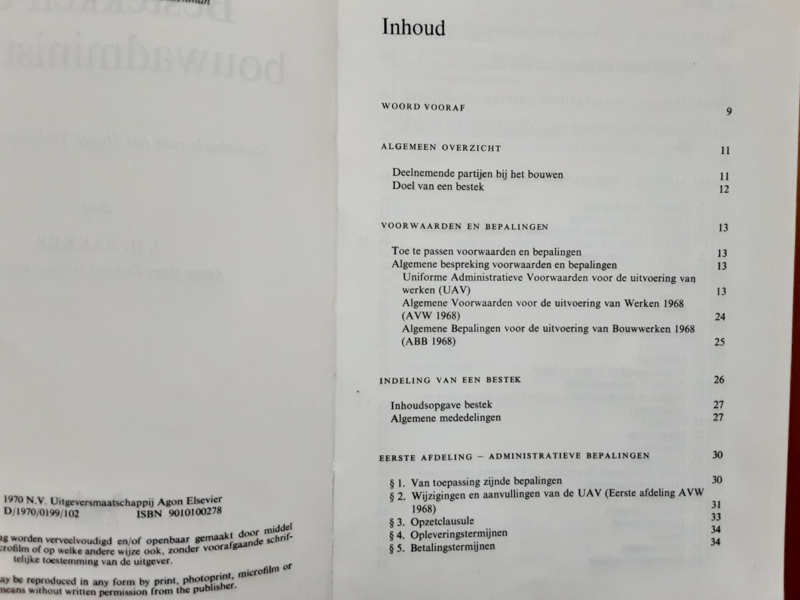 1970 N.V. Uitgeversmaatschappij Agon Elsevier
D/1970/0199/102 ISBN 9010100278
worden verveelvoudigd en/of openbaar gemaakt door middel
of op welke andere wijze ook, zonder voorafgaande schrif-
telijke toestemming van de uitgever.
be reproduced in any form by print, photoprint, microfilm or
means without written permission from the publisher.
Inhoud
WOORD VOORAF 9
ALGEMEEN OVERZICHT 11
Deelnemende partijen bij het bouwen 11
Doel van een bestek 12
VOORWAARDEN EN BEPALINGEN 13
Toe te passen voorwaarden en bepalingen 13
Algemene bespreking voorwaarden en bepalingen 13
Uniforme Administratieve Voorwaarden voor de uitvoering van
werken (UAV) 13
Algemene Voorwaarden voor de uitvoering van Werken 1968
(AVW 1968) 24
Algemene Bepalingen voor de uitvoering van Bouwwerken 1968
(ABB 1968) 25
INDELING VAN EEN BESTEK 26
Inhoudsopgave bestek 27
Algemene mededelingen 27
EERSTE AFDELING – ADMINISTRATIEVE BEPALINGEN 30
§ 1. Van toepassing zijnde bepalingen 30
§ 2. Wijzigingen en aanvullingen van de UAV (Eerste afdeling AVW
1968) 31
§ 3. Opzetclausule 33
§ 4. Opleveringstermijnen 34
§ 5. Betalingstermijnen 34